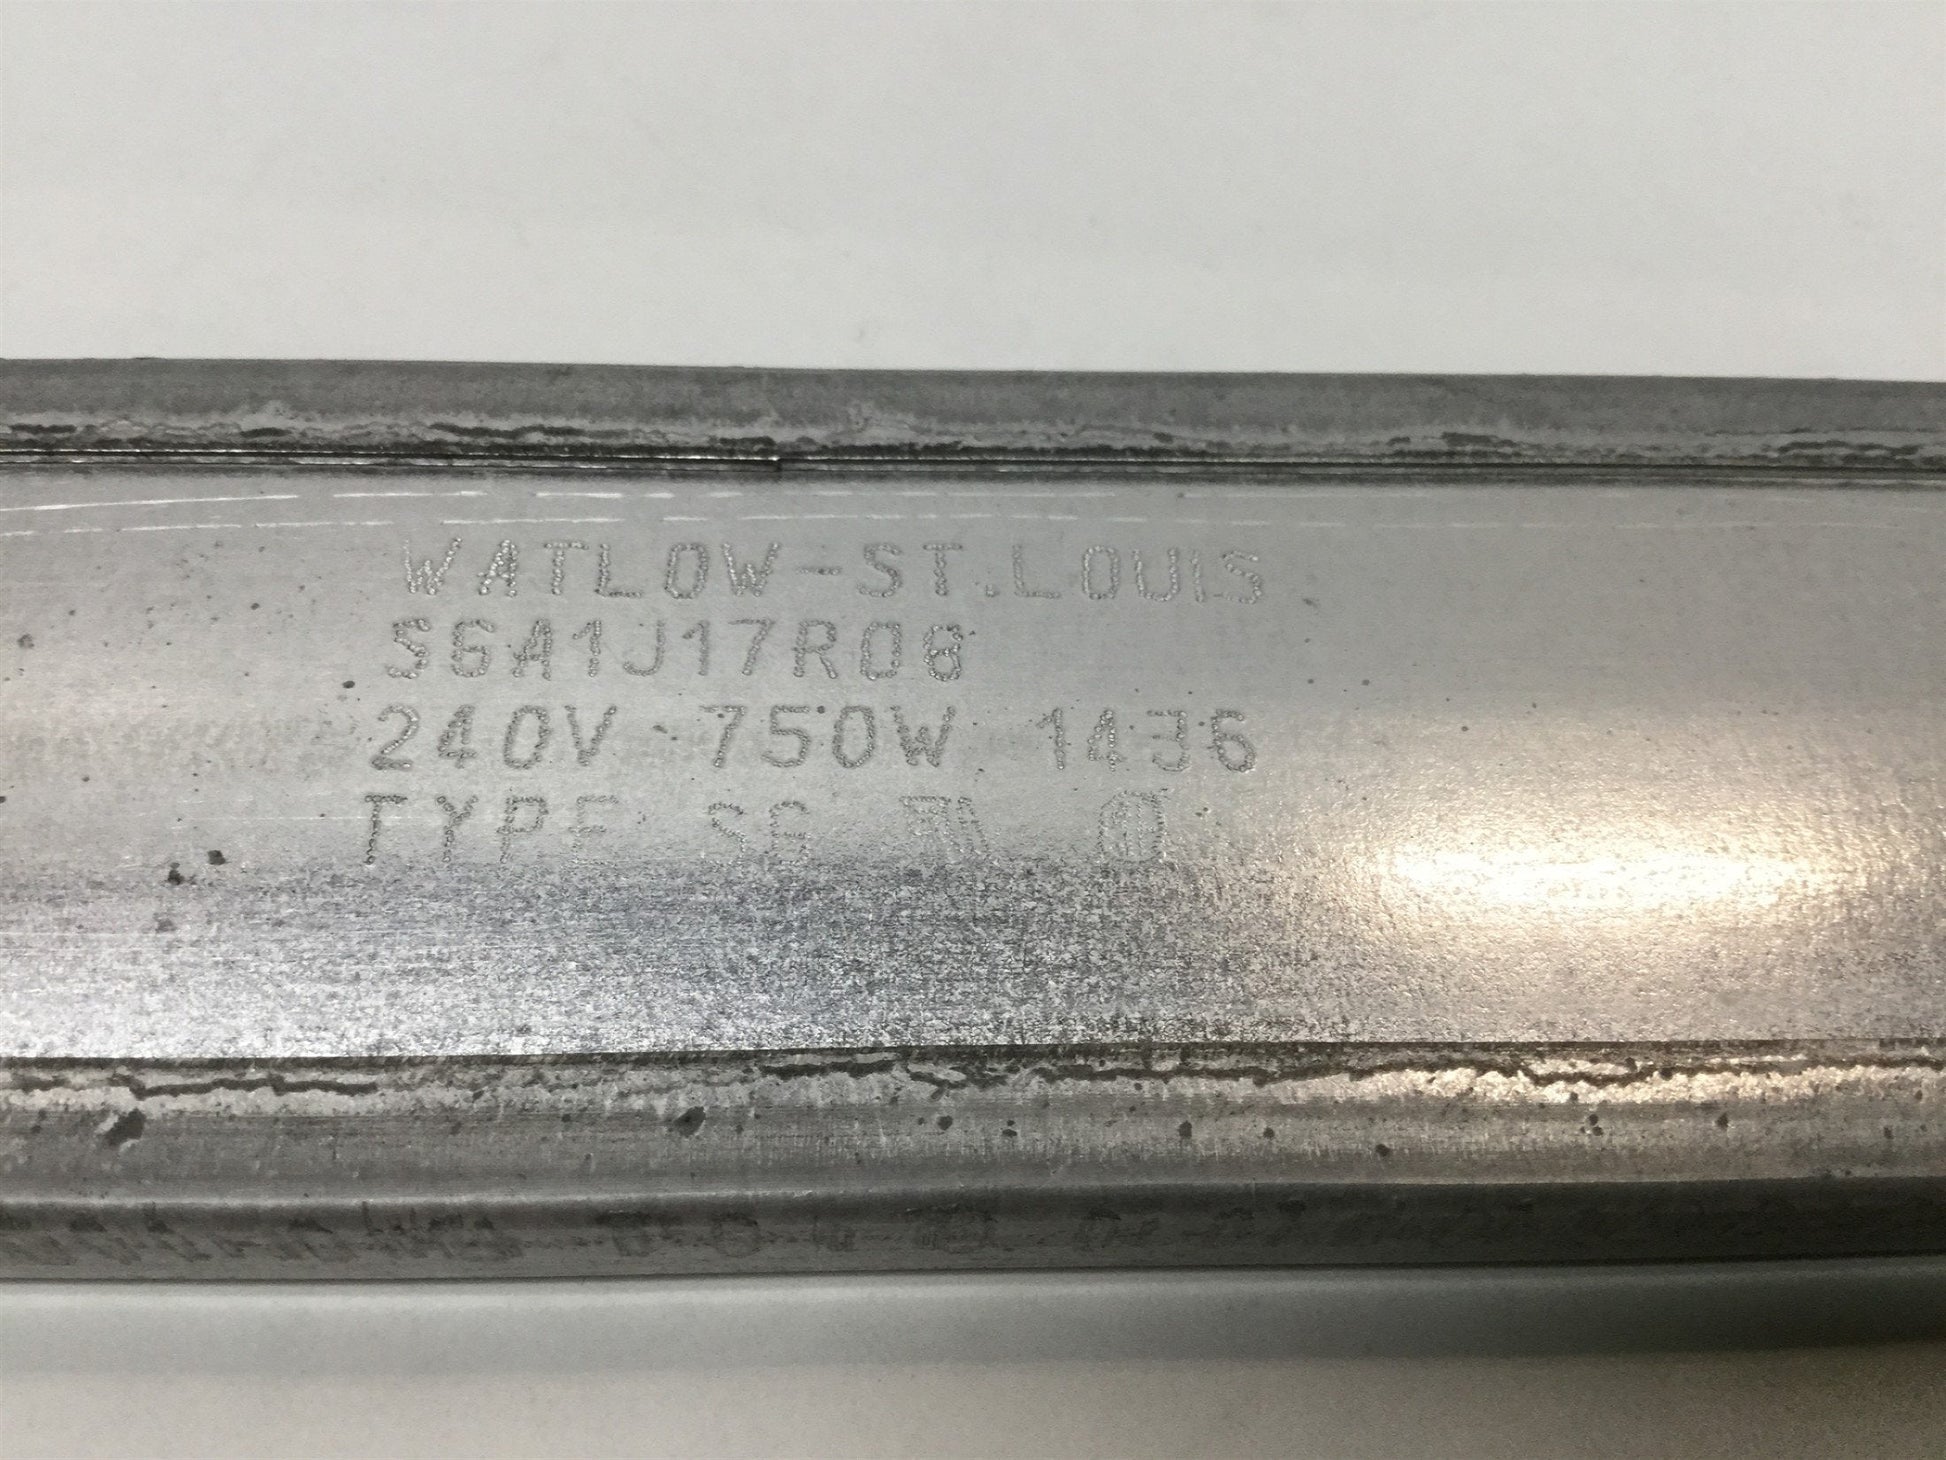 WATLOW-ST.LOUIS
SGA1J17R08
240V 750W 1436
TYPE SG